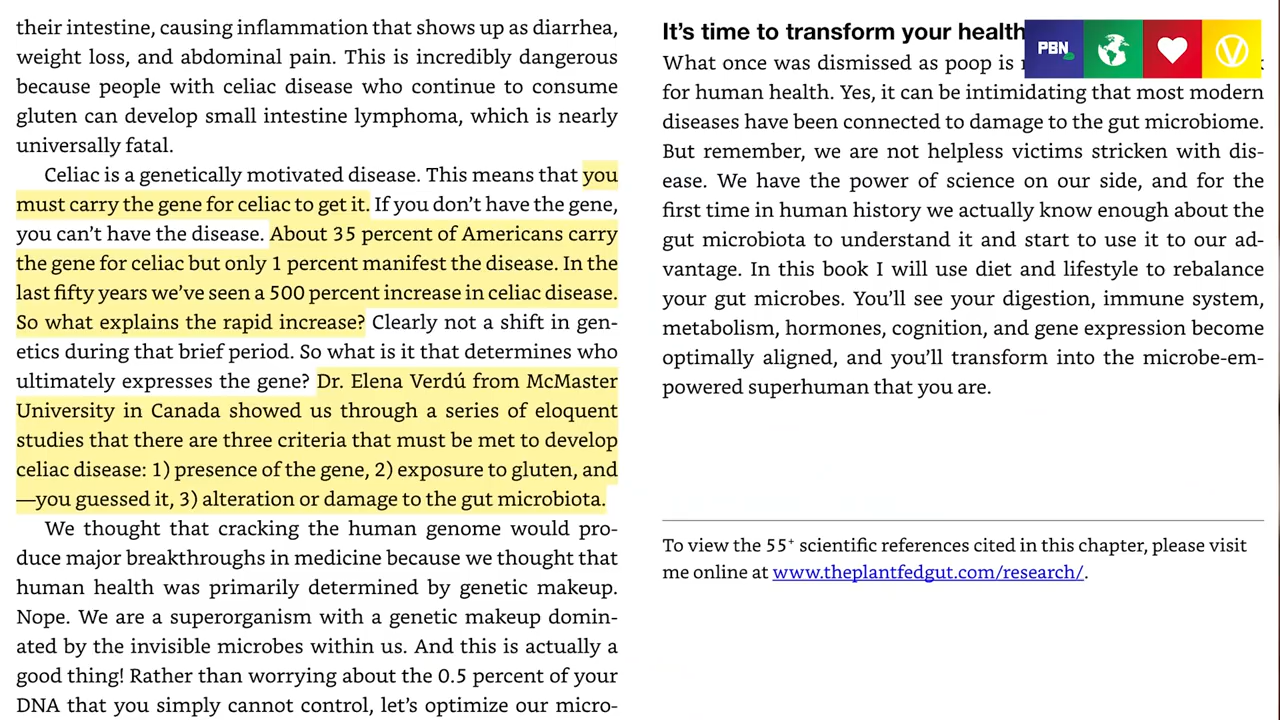 their intestine, causing inflammation that shows up as diarrhea,
weight loss, and abdominal pain. This is incredibly dangerous
because people with celiac disease who continue to consume
gluten can develop small intestine lymphoma, which is nearly
universally fatal.
Celiac is a genetically motivated disease. This means that you
must carry the gene for celiac to get it. If you don’t have the gene,
you can’t have the disease. About 35 percent of Americans carry
the gene for celiac but only 1 percent manifest the disease. In the
last fifty years we’ve seen a 500 percent increase in celiac disease.
So what explains the rapid increase? Clearly not a shift in gen-
etics during that brief period. So what is it that determines who
ultimately expresses the gene? Dr. Elena Verdú from McMaster
University in Canada showed us through a series of eloquent
studies that there are three criteria that must be met to develop
celiac disease: 1) presence of the gene, 2) exposure to gluten, and
—you guessed it, 3) alteration or damage to the gut microbiota.
We thought that cracking the human genome would pro-
duce major breakthroughs in medicine because we thought that
human health was primarily determined by genetic makeup.
Nope. We are a superorganism with a genetic makeup domin-
ated by the invisible microbes within us. And this is actually a
good thing! Rather than worrying about the 0.5 percent of your
DNA that you simply cannot control, let’s optimize our micro-
It’s time to transform your health
What once was dismissed as poop is
for human health. Yes, it can be intimidating that most modern
diseases have been connected to damage to the gut microbiome.
But remember, we are not helpless victims stricken with dis-
ease. We have the power of science on our side, and for the
first time in human history we actually know enough about the
gut microbiota to understand it and start to use it to our ad-
vantage. In this book I will use diet and lifestyle to rebalance
your gut microbes. You’ll see your digestion, immune system,
metabolism, hormones, cognition, and gene expression become
optimally aligned, and you’ll transform into the microbe-em-
powered superhuman that you are.
To view the 55+ scientific references cited in this chapter, please visit
me online at www.theplantfedgut.com/research/.
PBN
V